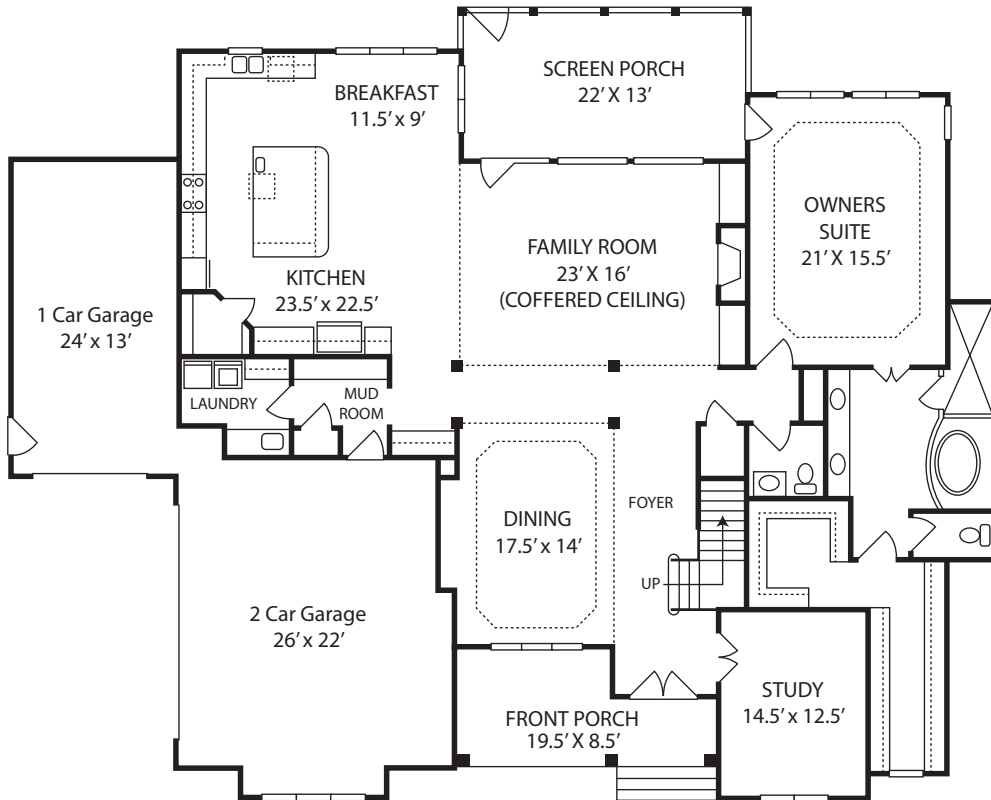 SCREEN PORCH
22’ X 13’
BREAKFAST
11.5’ x 9’
OWNERS
SUITE
21’ X 15.5’
FAMILY ROOM
23’ X 16’
(COFFERED CEILING)
KITCHEN
23.5’ x 22.5’
1 Car Garage
24’ x 13’
LAUNDRY
MUD
ROOM
FOYER
DINING
17.5’ x 14’
UP
2 Car Garage
26’ x 22’
STUDY
14.5’ x 12.5’
FRONT PORCH
19.5’ X 8.5’